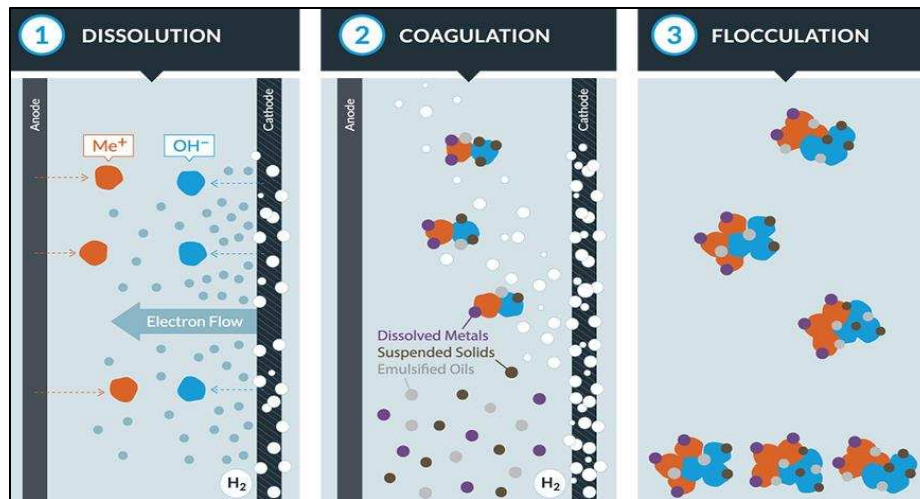 1 DISSOLUTION
Anode
Cathode
Me⁺
OH⁻
Electron Flow
H₂
2 COAGULATION
Anode
Cathode
Dissolved Metals
Suspended Solids
Emulsified Oils
H₂
3 FLOCCULATION